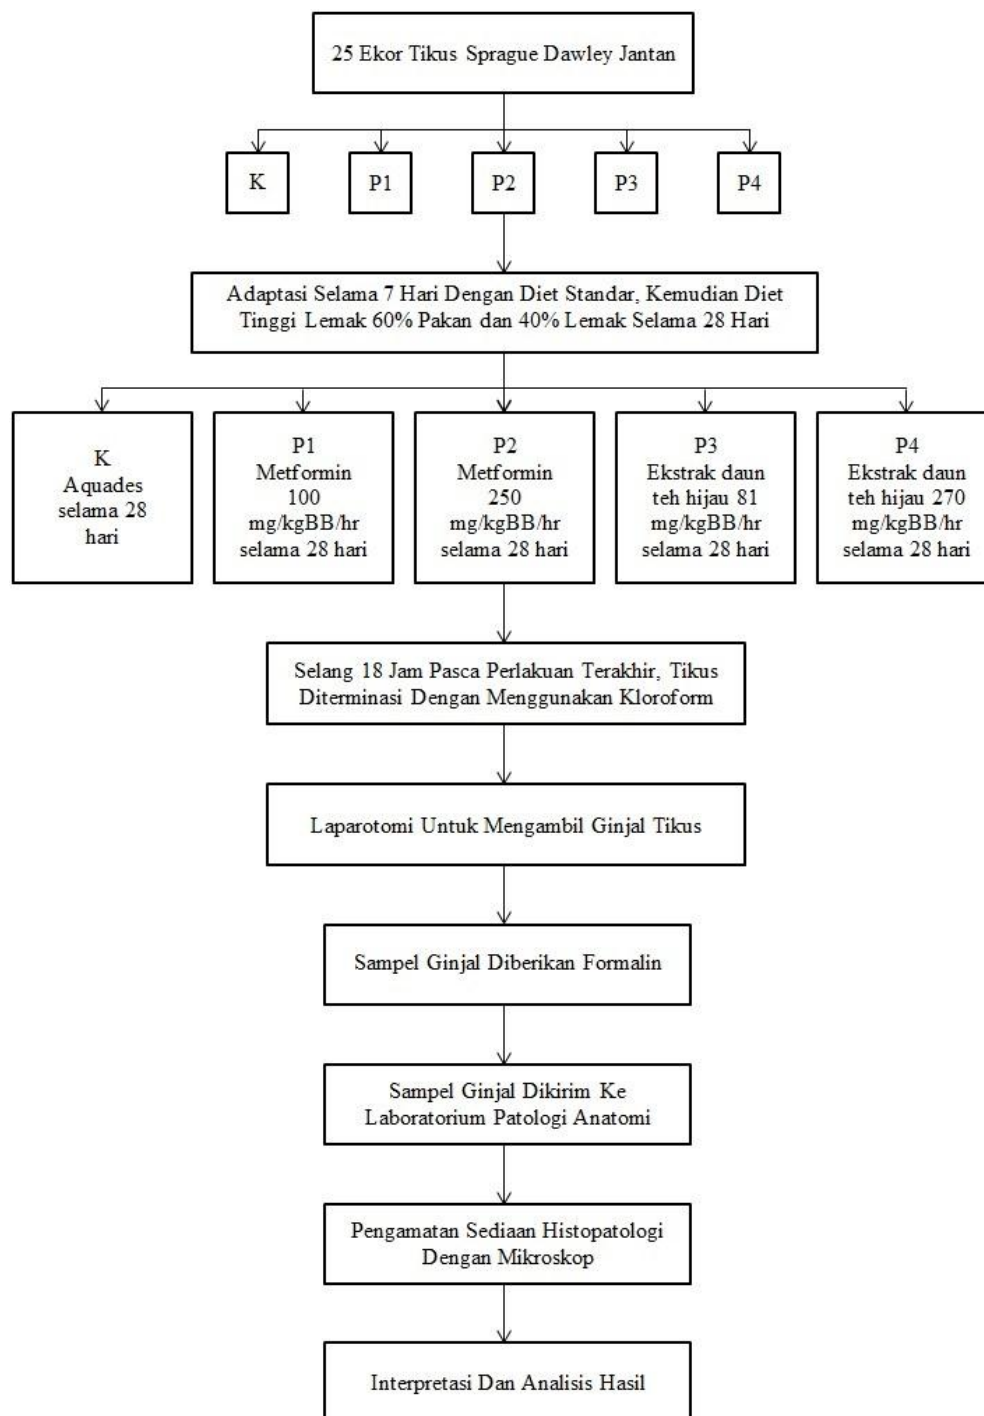 25 Ekor Tikus Sprague Dawley Jantan
K
P1
P2
P3
P4
Adaptasi Selama 7 Hari Dengan Diet Standar, Kemudian Diet
Tinggi Lemak 60% Pakan dan 40% Lemak Selama 28 Hari
K
Aquades
selama 28
hari
P1
Metformin
100
mg/kgBB/hr
selama 28 hari
P2
Metformin
250
mg/kgBB/hr
selama 28 hari
P3
Ekstrak daun
teh hijau 81
mg/kgBB/hr
selama 28 hari
P4
Ekstrak daun
teh hijau 270
mg/kgBB/hr
selama 28 hari
Selang 18 Jam Pasca Perlakuan Terakhir, Tikus
Diterminasi Dengan Menggunakan Kloroform
Laparotomi Untuk Mengambil Ginjal Tikus
Sampel Ginjal Diberikan Formalin
Sampel Ginjal Dikirim Ke
Laboratorium Patologi Anatomi
Pengamatan Sediaan Histopatologi
Dengan Mikroskop
Interpretasi Dan Analisis Hasil